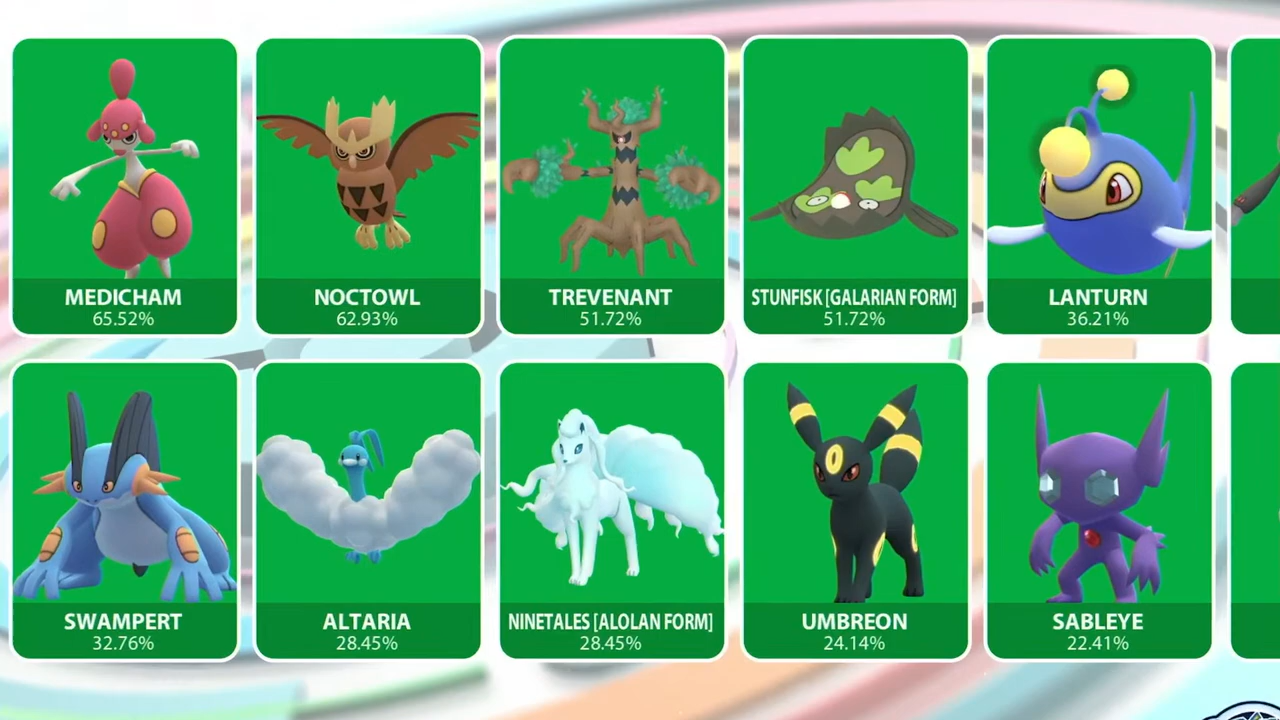 MEDICHAM
65.52%
NOCTOWL
62.93%
TREVENANT
51.72%
STUNFISK [GALARIAN FORM]
51.72%
LANTURN
36.21%
SWAMPERT
32.76%
ALTARIA
28.45%
NINETALES [ALOLAN FORM]
28.45%
UMBREON
24.14%
SABLEYE
22.41%